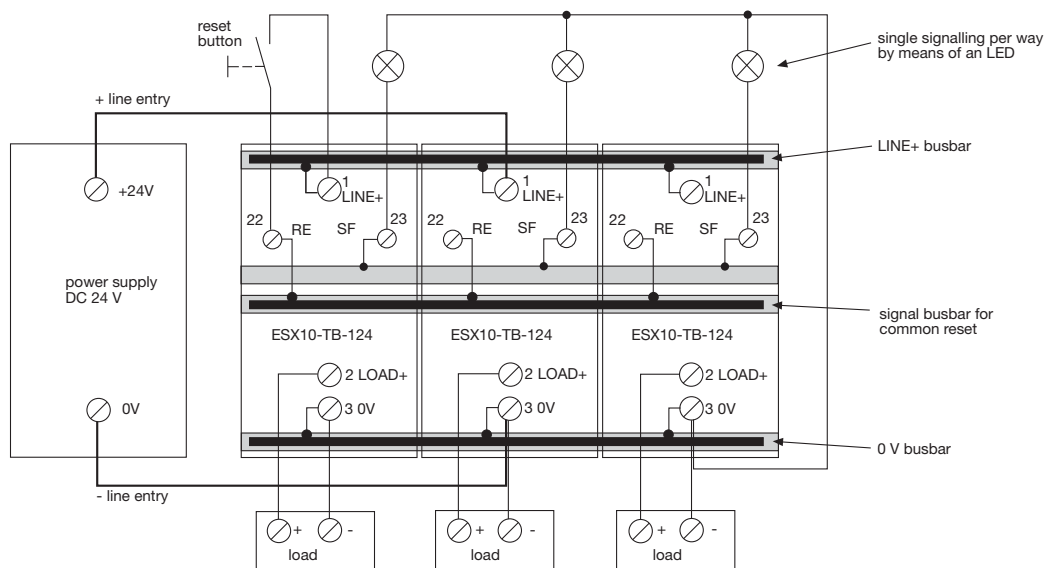 reset
button
single signalling per way
by means of an LED
+ line entry
LINE+ busbar
+24V
1
LINE+
1
LINE+
1
LINE+
22
RE
SF
23
22
RE
SF
23
22
RE
SF
23
power supply
DC 24 V
signal busbar for
common reset
ESX10-TB-124
ESX10-TB-124
ESX10-TB-124
2 LOAD+
2 LOAD+
2 LOAD+
0V
3 0V
3 0V
3 0V
0 V busbar
- line entry
+
-
+
-
+
-
load
load
load